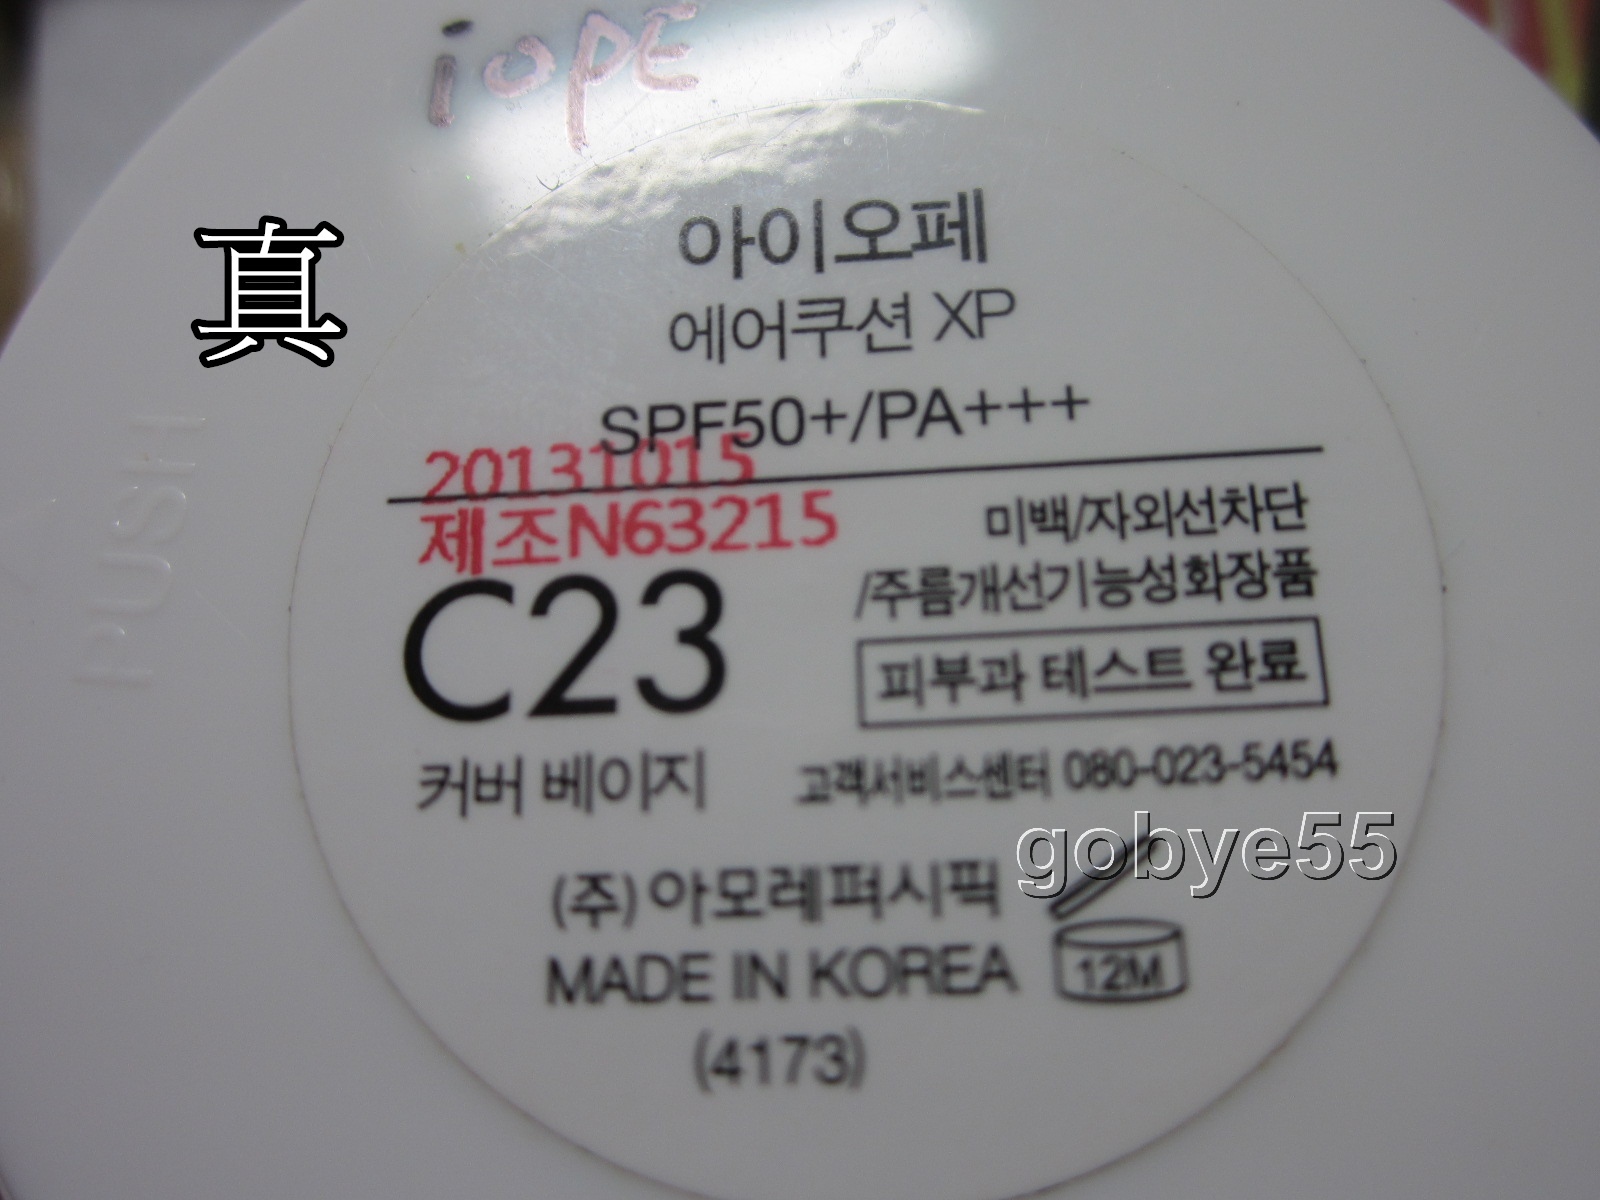 iOPE
真
아이오페
에어쿠션 XP
SPF50+/PA+++
20131015
제조N63215
미백/자외선차단
/주름개선기능성화장품
C23
피부과 테스트 완료
커버 베이지
고객서비스센터 080-023-5454
gobye55
(주)아모레퍼시픽
MADE IN KOREA
12M
(4173)
PUSH